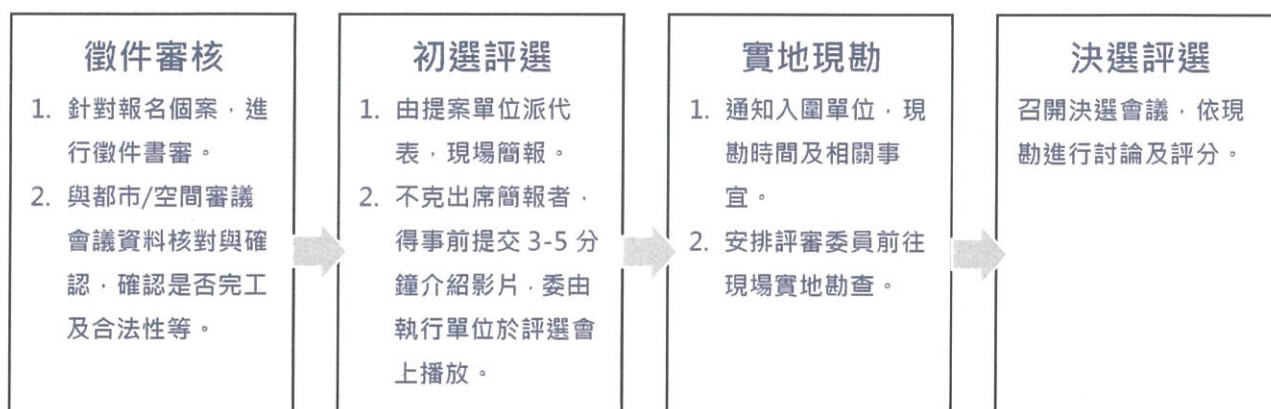 徵件審核
1. 針對報名個案，進
行徵件書審。
2. 與都市/空間審議
會議資料核對與確
認，確認是否完工
及合法性等。
初選評選
1. 由提案單位派代
表，現場簡報。
2. 不克出席簡報者，
得事前提交 3-5 分
鐘介紹影片，委由
執行單位於評選會
上播放。
實地現勘
1. 通知入圍單位，現
勘時間及相關事
宜。
2. 安排評審委員前往
現場實地勘查。
決選評選
召開決選會議，依現
勘進行討論及評分。